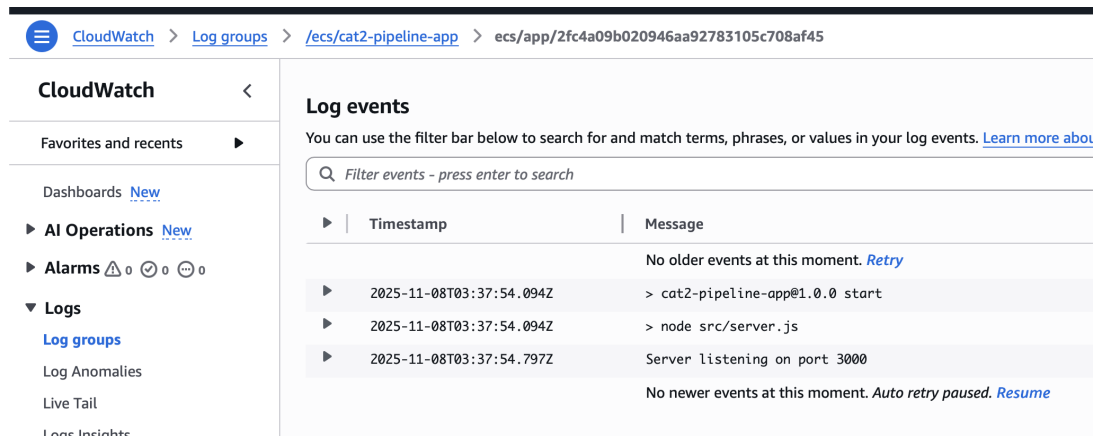 CloudWatch > Log groups > /ecs/cat2-pipeline-app > ecs/app/2fc4a09b020946aa92783105c708af45
CloudWatch
Favorites and recents
Dashboards New
AI Operations New
Alarms 0 0 0
Logs
Log groups
Log Anomalies
Live Tail
Logs Insights
Log events
You can use the filter bar below to search for and match terms, phrases, or values in your log events. Learn more abou
Filter events - press enter to search
Timestamp Message
No older events at this moment. Retry
2025-11-08T03:37:54.094Z > cat2-pipeline-app@1.0.0 start
2025-11-08T03:37:54.094Z > node src/server.js
2025-11-08T03:37:54.797Z Server listening on port 3000
No newer events at this moment. Auto retry paused. Resume